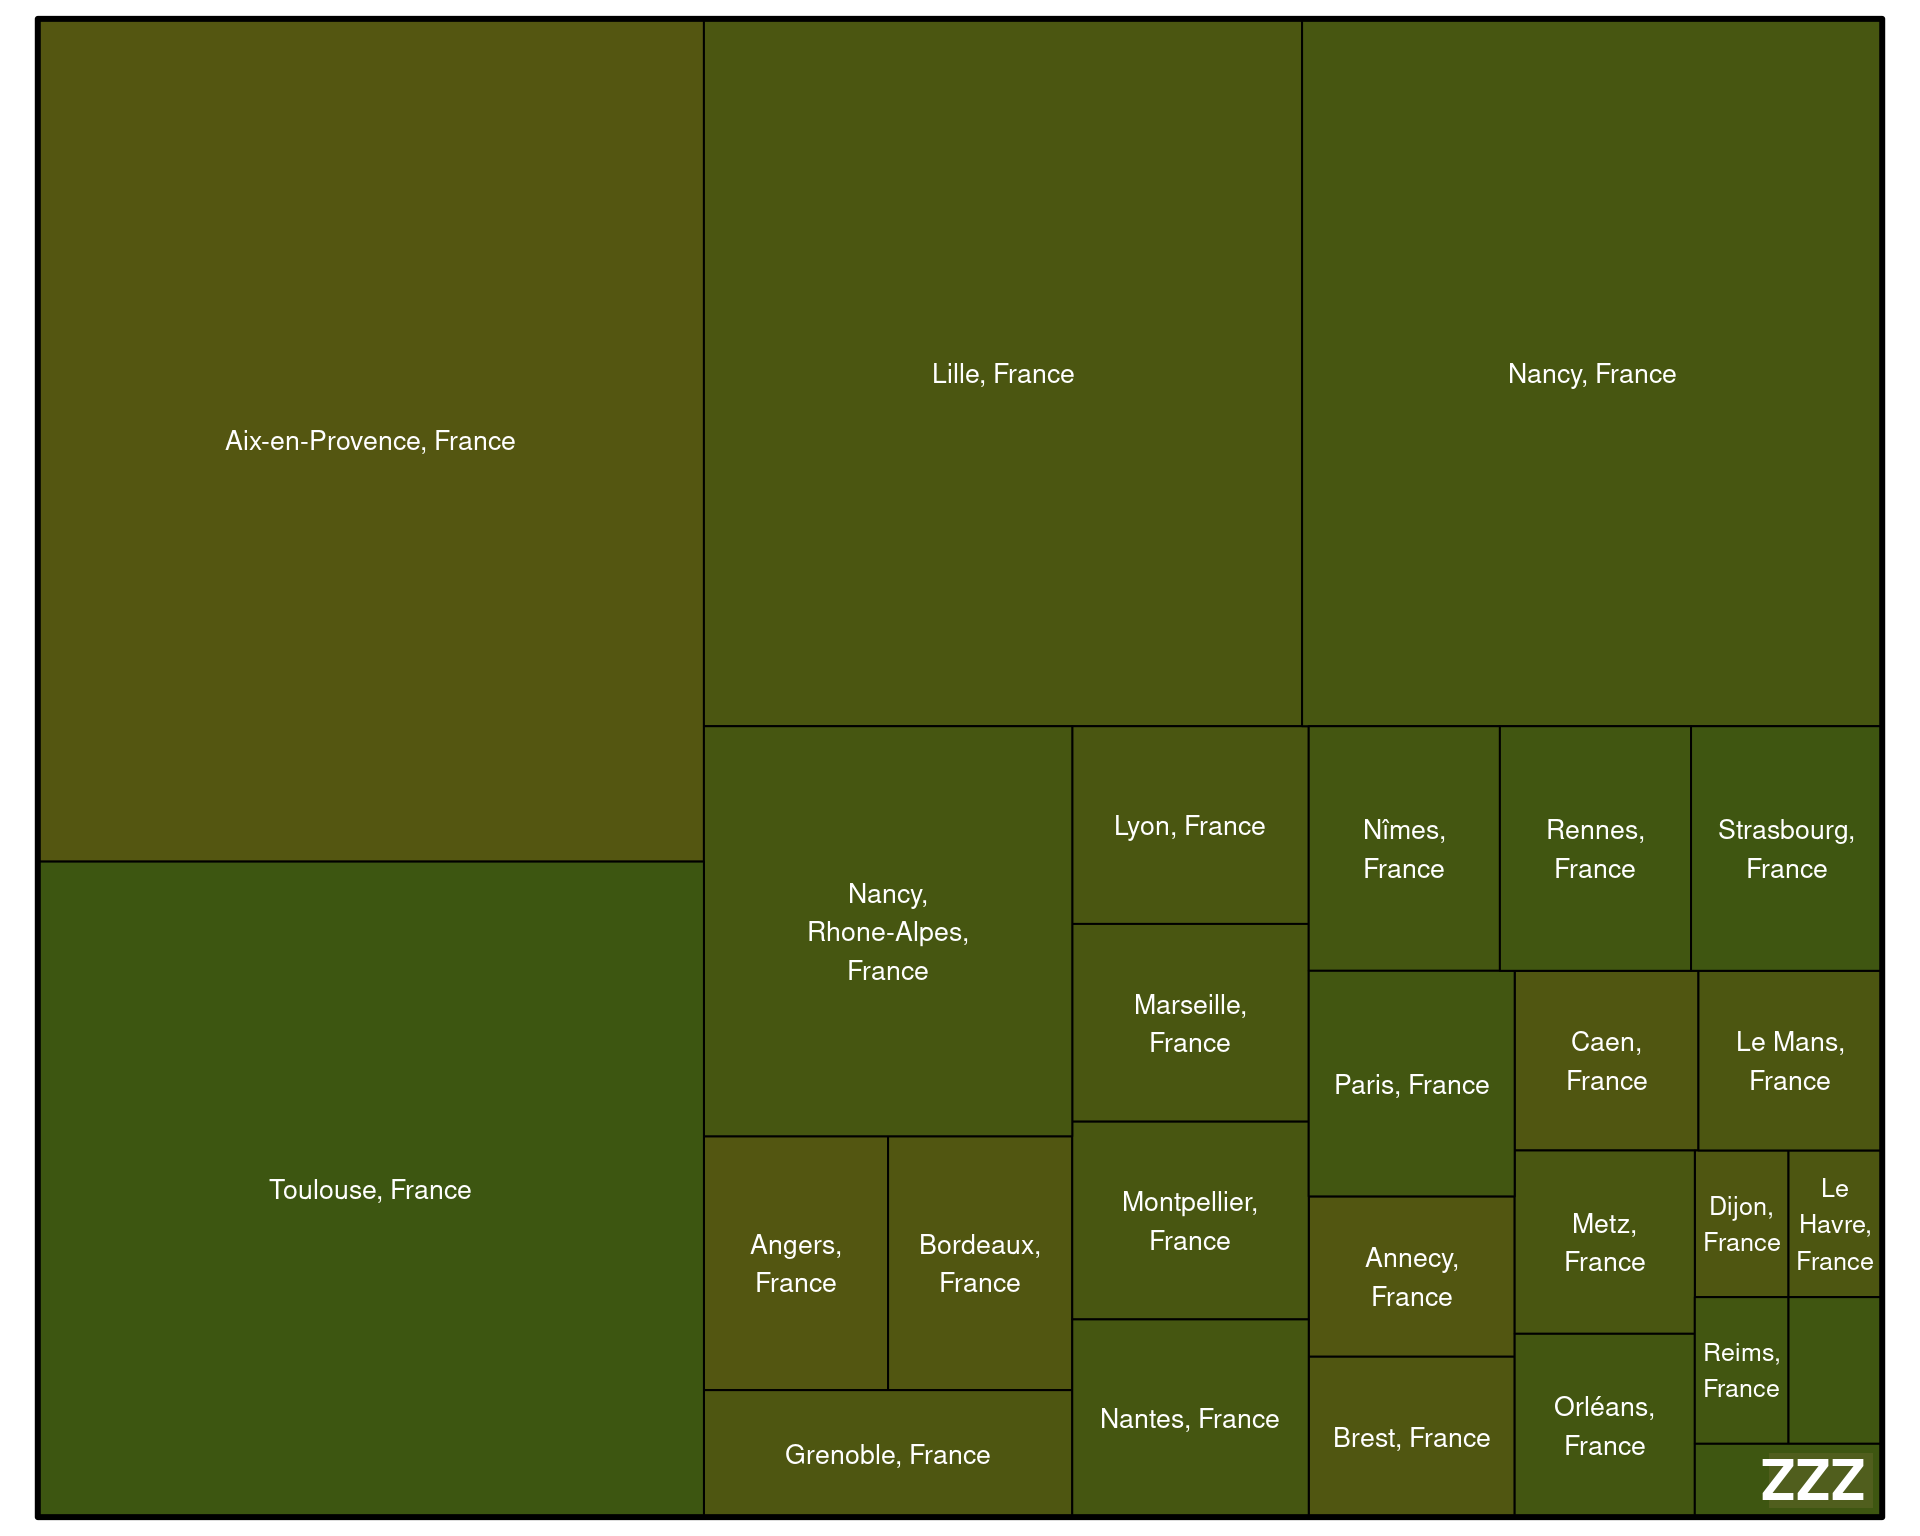 Aix-en-Provence, France
Lille, France
Nancy, France
Toulouse, France
Nancy,
Rhone-Alpes,
France
Lyon, France
Marseille,
France
Montpellier,
France
Nantes, France
Angers,
France
Bordeaux,
France
Grenoble, France
Nîmes,
France
Rennes,
France
Strasbourg,
France
Paris, France
Caen,
France
Le Mans,
France
Annecy,
France
Brest, France
Metz,
France
Orléans,
France
Dijon,
France
Le
Havre,
France
Reims,
France
ZZZ